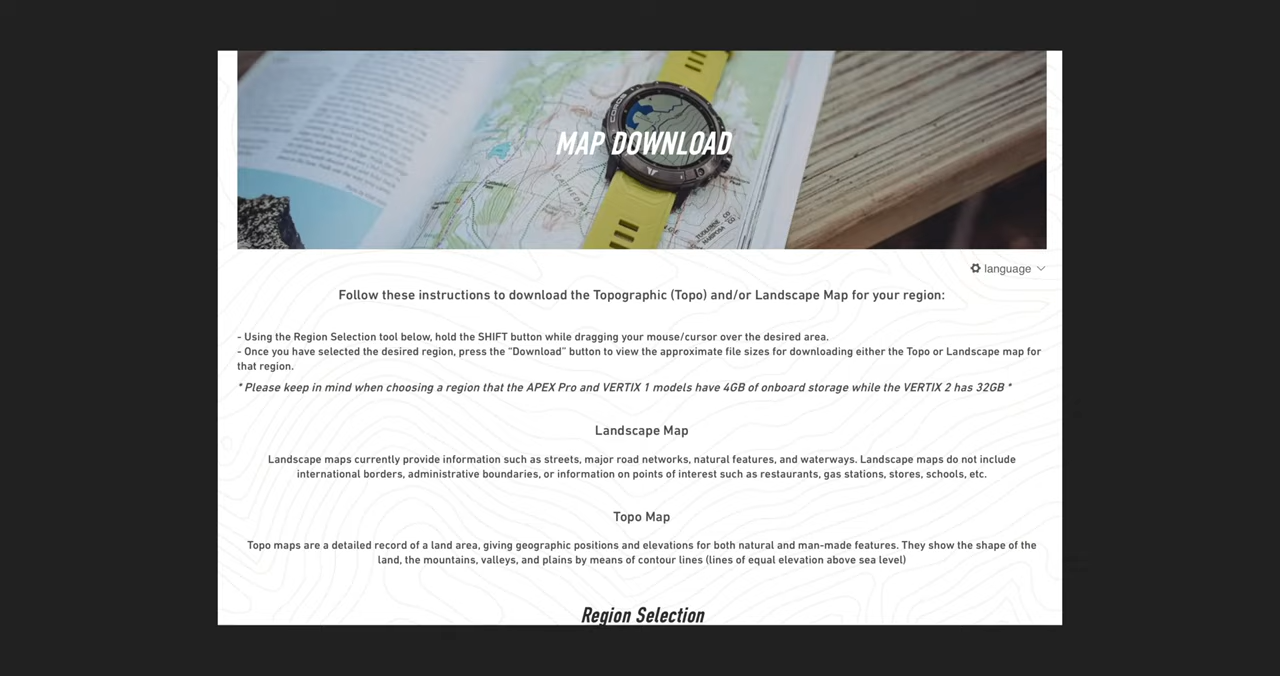 COROS
MAP DOWNLOAD
CATHEDRAL
TUOLUMNE CO
MARIPOSA CO
language
Follow these instructions to download the Topographic (Topo) and/or Landscape Map for your region:
- Using the Region Selection tool below, hold the SHIFT button while dragging your mouse/cursor over the desired area.
- Once you have selected the desired region, press the "Download" button to view the approximate file sizes for downloading either the Topo or Landscape map for
that region.
* Please keep in mind when choosing a region that the APEX Pro and VERTIX 1 models have 4GB of onboard storage while the VERTIX 2 has 32GB *
Landscape Map
Landscape maps currently provide information such as streets, major road networks, natural features, and waterways. Landscape maps do not include
international borders, administrative boundaries, or information on points of interest such as restaurants, gas stations, stores, schools, etc.
Topo Map
Topo maps are a detailed record of a land area, giving geographic positions and elevations for both natural and man-made features. They show the shape of the
land, the mountains, valleys, and plains by means of contour lines (lines of equal elevation above sea level)
Region Selection